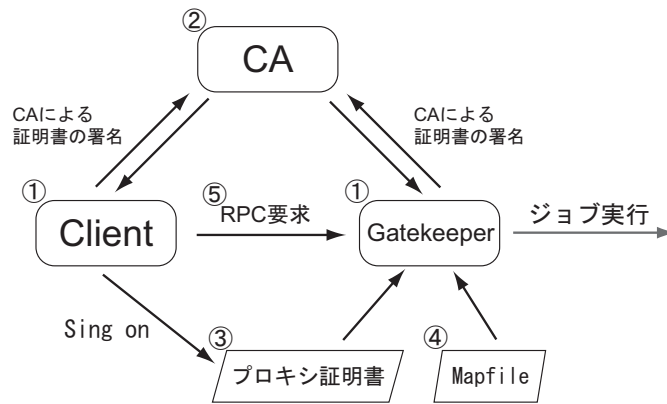 ②
CA
CAによる
証明書の署名
CAによる
証明書の署名
①
Client
⑤
RPC要求
①
Gatekeeper
ジョブ実行
Sing on
③
プロキシ証明書
④
Mapfile